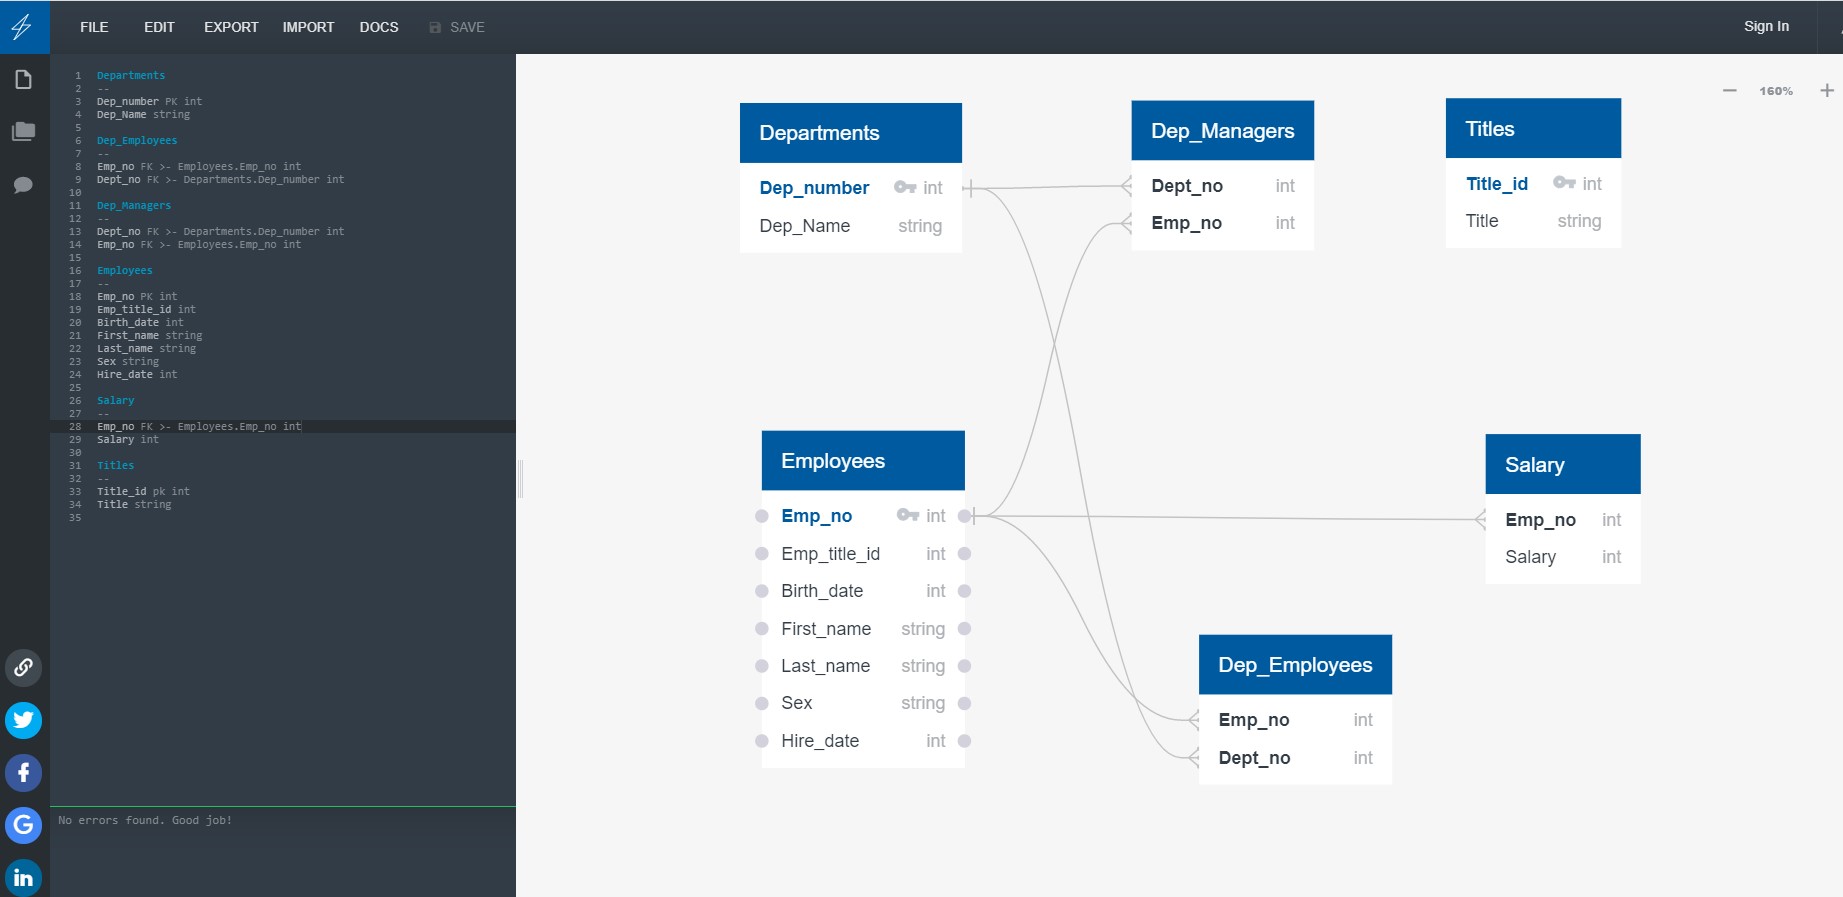 FILE EDIT EXPORT IMPORT DOCS SAVE Sign In
1 Departments
2 --
3 Dep_number PK int
4 Dep_Name string
5
6 Dep_Employees
7 --
8 Emp_no FK >- Employees.Emp_no int
9 Dept_no FK >- Departments.Dep_number int
10
11 Dep_Managers
12 --
13 Dept_no FK >- Departments.Dep_number int
14 Emp_no FK >- Employees.Emp_no int
15
16 Employees
17 --
18 Emp_no PK int
19 Emp_title_id int
20 Birth_date int
21 First_name string
22 Last_name string
23 Sex string
24 Hire_date int
25
26 Salary
27 --
28 Emp_no FK >- Employees.Emp_no int
29 Salary int
30
31 Titles
32 --
33 Title_id pk int
34 Title string
35
No errors found. Good job!
160%
Departments
Dep_number int
Dep_Name string
Dep_Managers
Dept_no int
Emp_no int
Titles
Title_id int
Title string
Employees
Emp_no int
Emp_title_id int
Birth_date int
First_name string
Last_name string
Sex string
Hire_date int
Salary
Emp_no int
Salary int
Dep_Employees
Emp_no int
Dept_no int